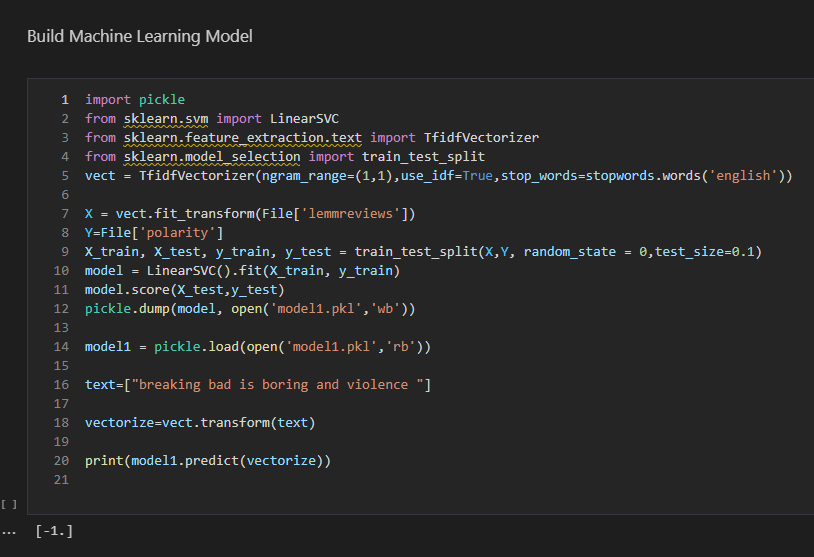 Build Machine Learning Model
1 import pickle
2 from sklearn.svm import LinearSVC
3 from sklearn.feature_extraction.text import TfidfVectorizer
4 from sklearn.model_selection import train_test_split
5 vect = TfidfVectorizer(ngram_range=(1,1),use_idf=True,stop_words=stopwords.words('english'))
6
7 X = vect.fit_transform(File['lemmreviews'])
8 Y=File['polarity']
9 X_train, X_test, y_train, y_test = train_test_split(X,Y, random_state = 0,test_size=0.1)
10 model = LinearSVC().fit(X_train, y_train)
11 model.score(X_test,y_test)
12 pickle.dump(model, open('model1.pkl','wb'))
13
14 model1 = pickle.load(open('model1.pkl','rb'))
15
16 text=["breaking bad is boring and violence "]
17
18 vectorize=vect.transform(text)
19
20 print(model1.predict(vectorize))
21
[ ]
... [-1.]